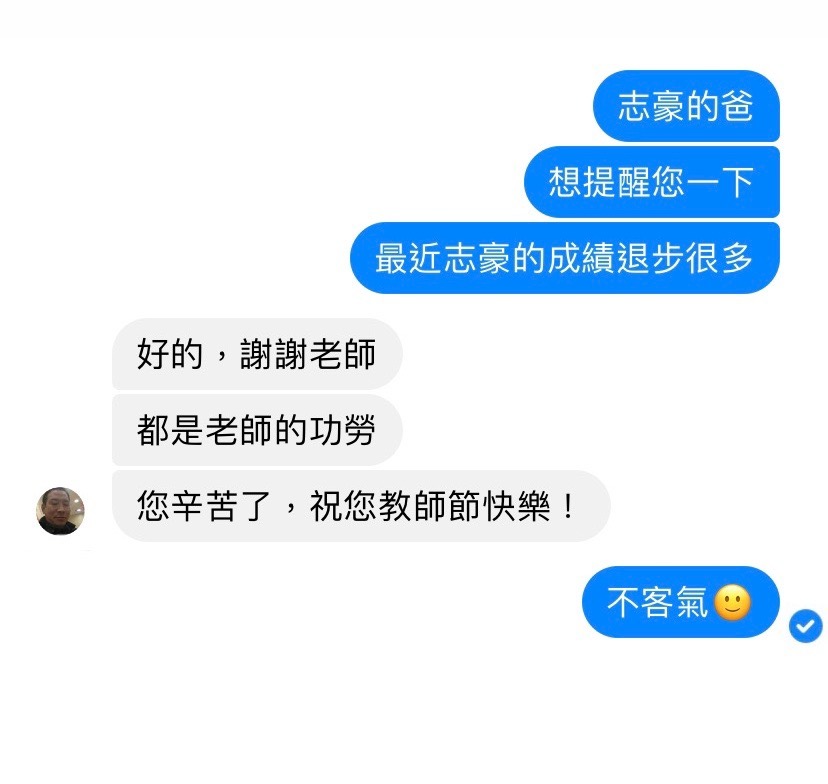 志豪的爸
想提醒您一下
最近志豪的成績退步很多
好的，謝謝老師
都是老師的功勞
您辛苦了，祝您教師節快樂！
不客氣🙂